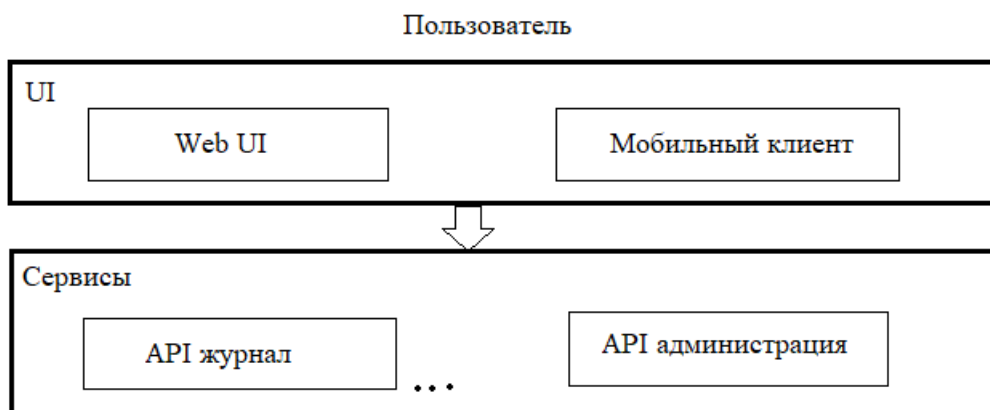 Пользователь
UI
Web UI
Мобильный клиент
Сервисы
API журнал
...
API администрация